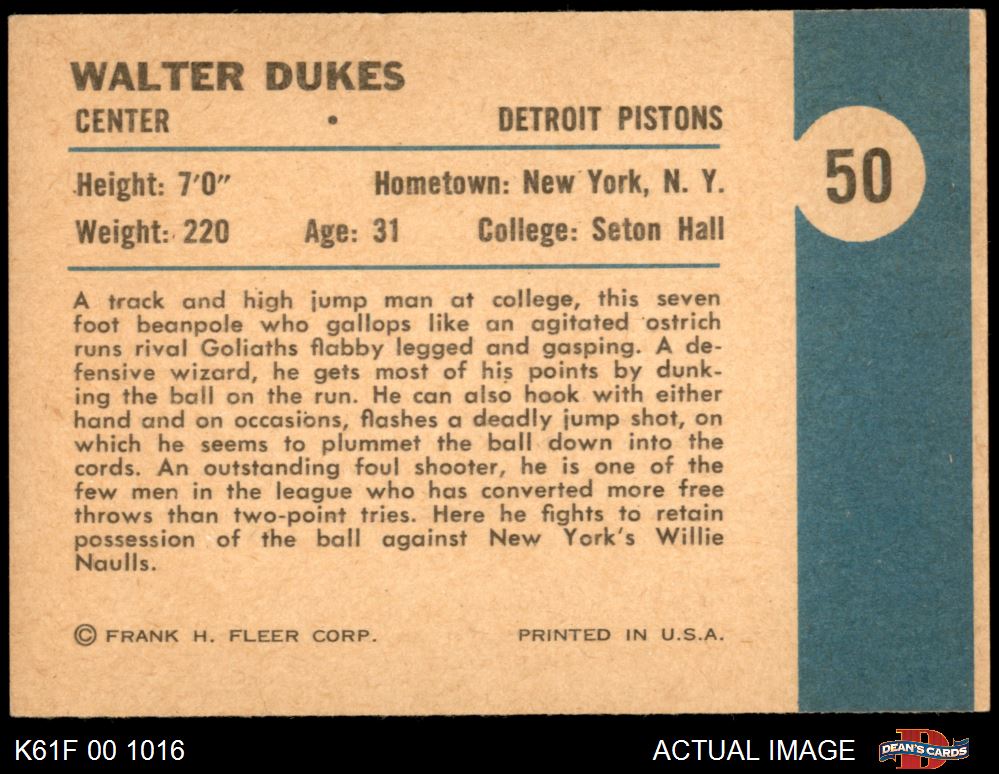 WALTER DUKES
CENTER • DETROIT PISTONS
Height: 7'0" Hometown: New York, N. Y.
Weight: 220 Age: 31 College: Seton Hall
50
A track and high jump man at college, this seven
foot beanpole who gallops like an agitated ostrich
runs rival Goliaths flabby legged and gasping. A de-
fensive wizard, he gets most of his points by dunk-
ing the ball on the run. He can also hook with either
hand and on occasions, flashes a deadly jump shot, on
which he seems to plummet the ball down into the
cords. An outstanding foul shooter, he is one of the
few men in the league who has converted more free
throws than two-point tries. Here he fights to retain
possession of the ball against New York's Willie
Naulls.
© FRANK H. FLEER CORP. PRINTED IN U.S.A.
K61F 00 1016 ACTUAL IMAGE DEAN'S CARDS